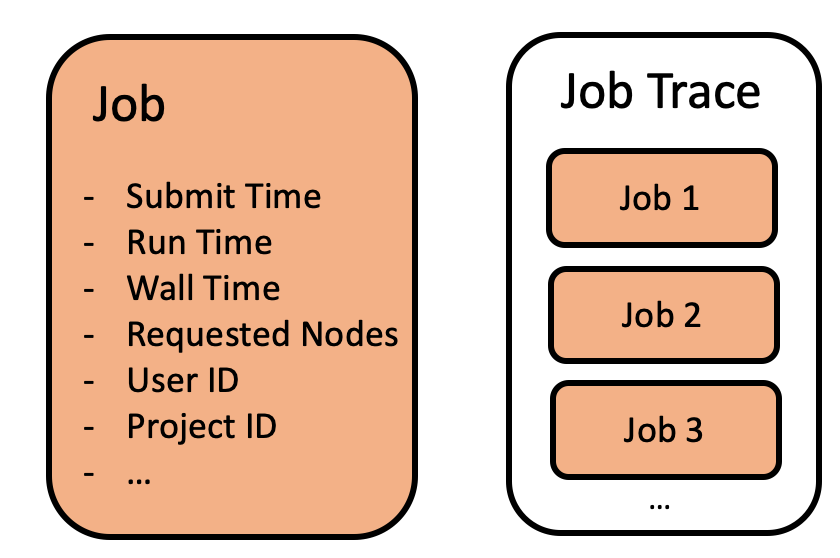 Job
- Submit Time
- Run Time
- Wall Time
- Requested Nodes
- User ID
- Project ID
- ...
Job Trace
Job 1
Job 2
Job 3
...